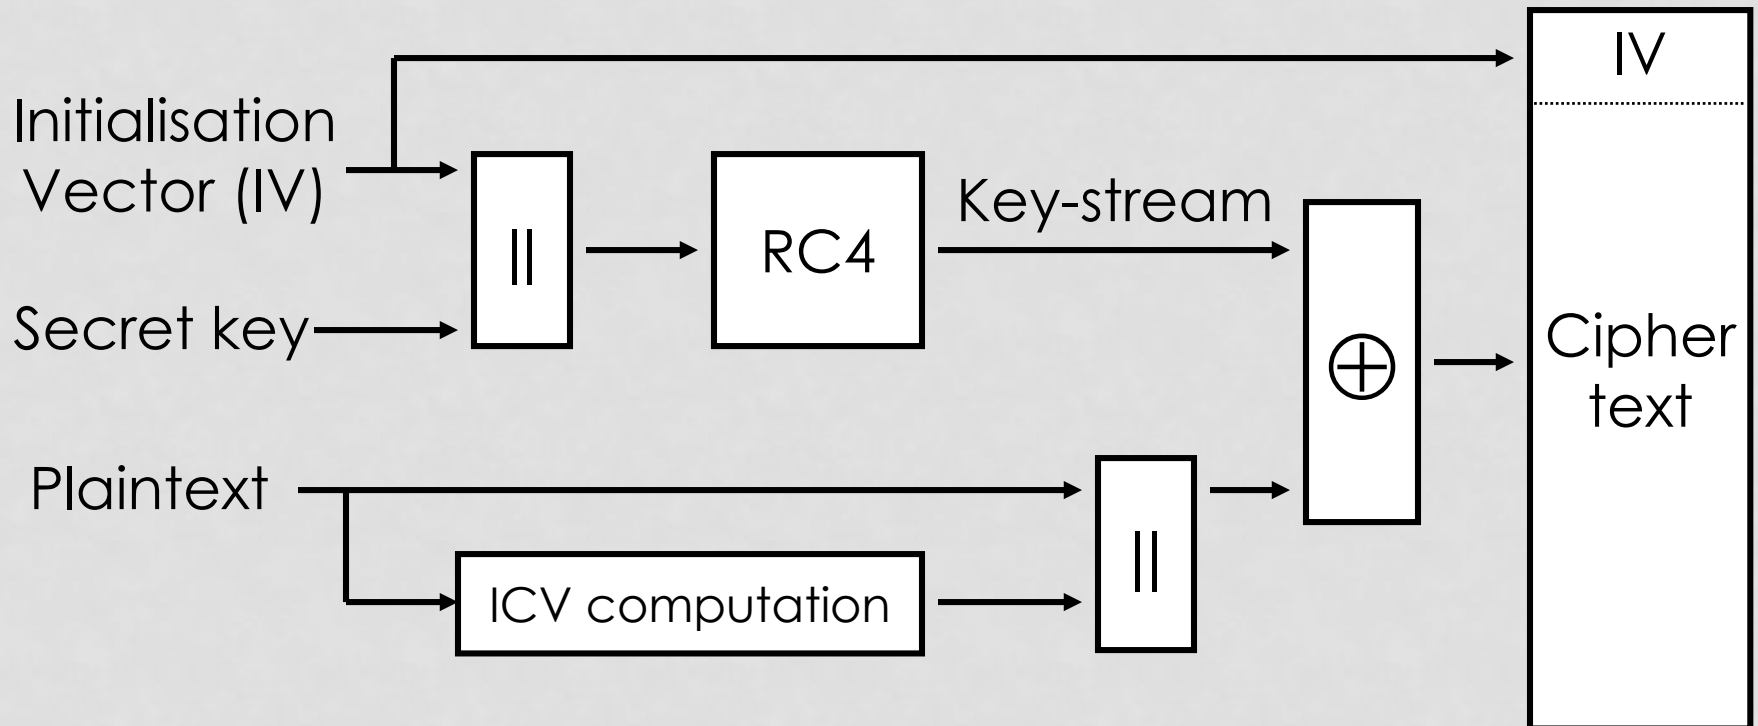 IV
Initialisation
Vector (IV)
||
RC4
Key-stream
Secret key
⊕
Cipher
text
Plaintext
||
ICV computation